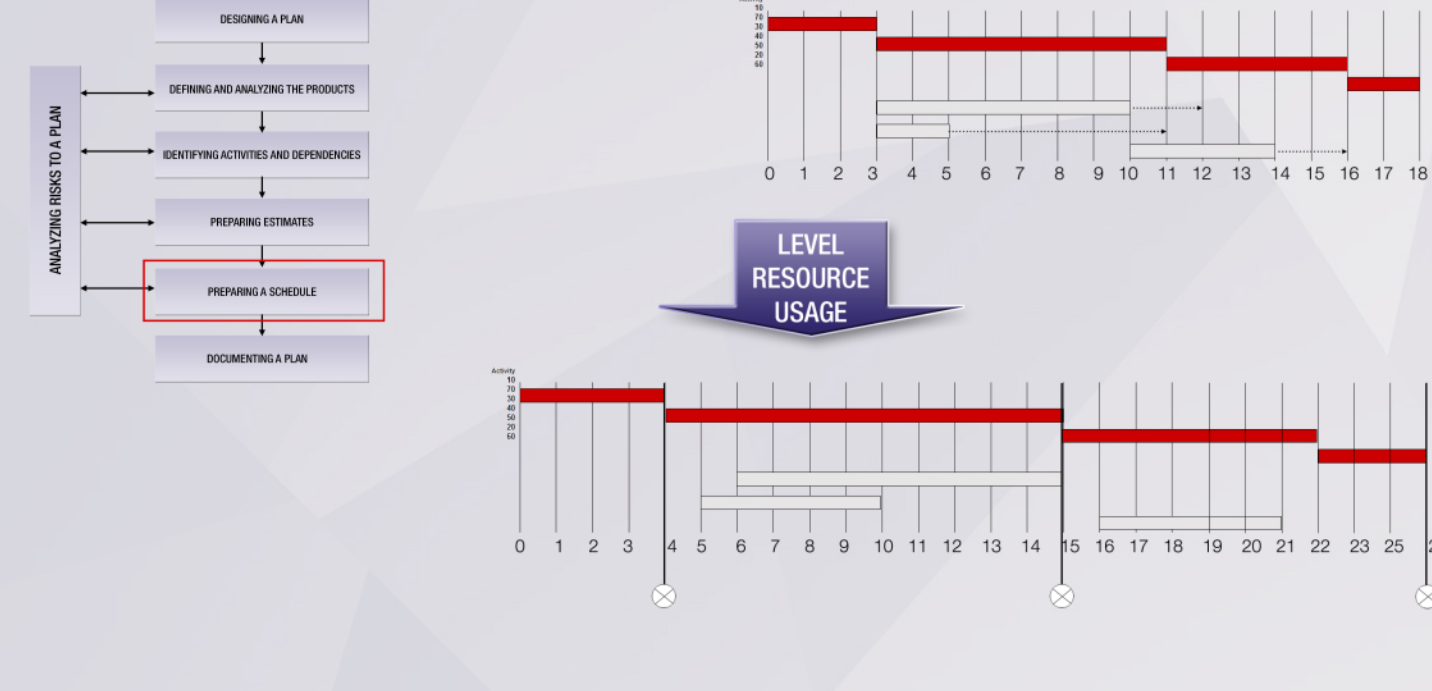 DESIGNING A PLAN
DEFINING AND ANALYZING THE PRODUCTS
IDENTIFYING ACTIVITIES AND DEPENDENCIES
PREPARING ESTIMATES
PREPARING A SCHEDULE
DOCUMENTING A PLAN
ANALYZING RISKS TO A PLAN
10
70
30
40
50
20
60
0 1 2 3 4 5 6 7 8 9 10 11 12 13 14 15 16 17 18
LEVEL
RESOURCE
USAGE
Activity
10
70
30
40
50
20
60
0 1 2 3 4 5 6 7 8 9 10 11 12 13 14 15 16 17 18 19 20 21 22 23 25